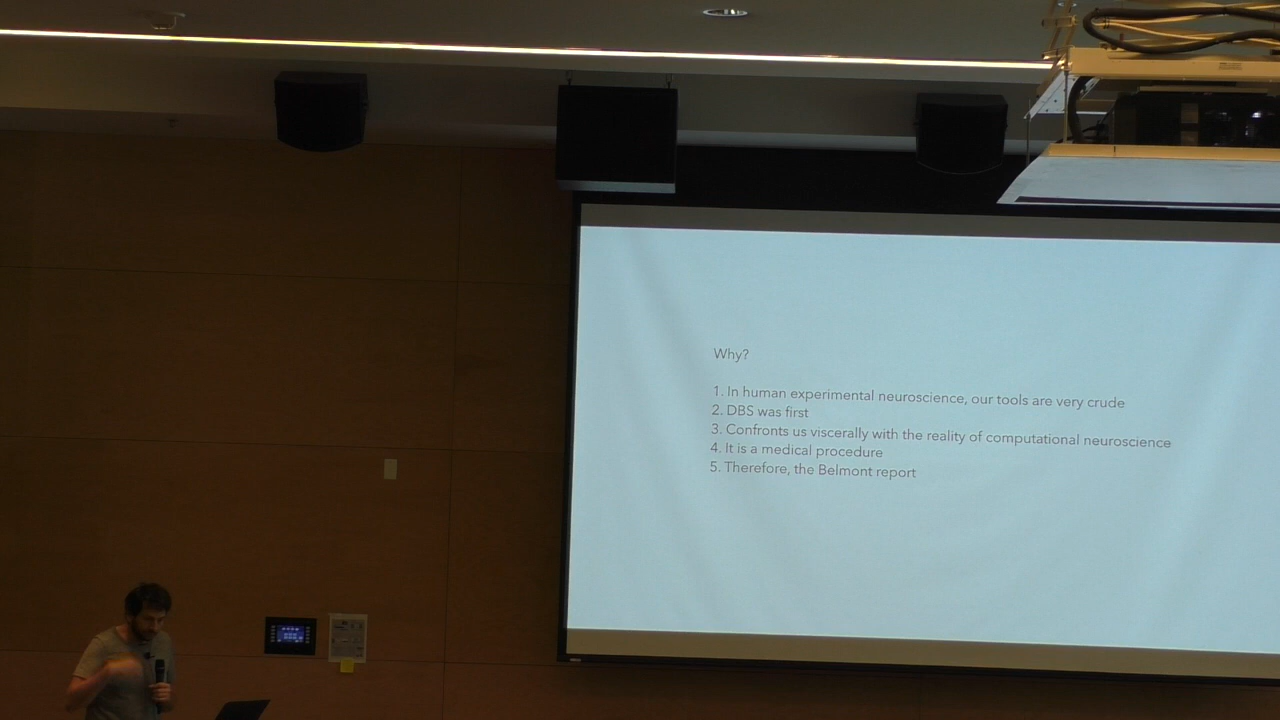 Why?
1. In human experimental neuroscience, our tools are very crude
2. DBS was first
3. Confronts us viscerally with the reality of computational neuroscience
4. It is a medical procedure
5. Therefore, the Belmont report